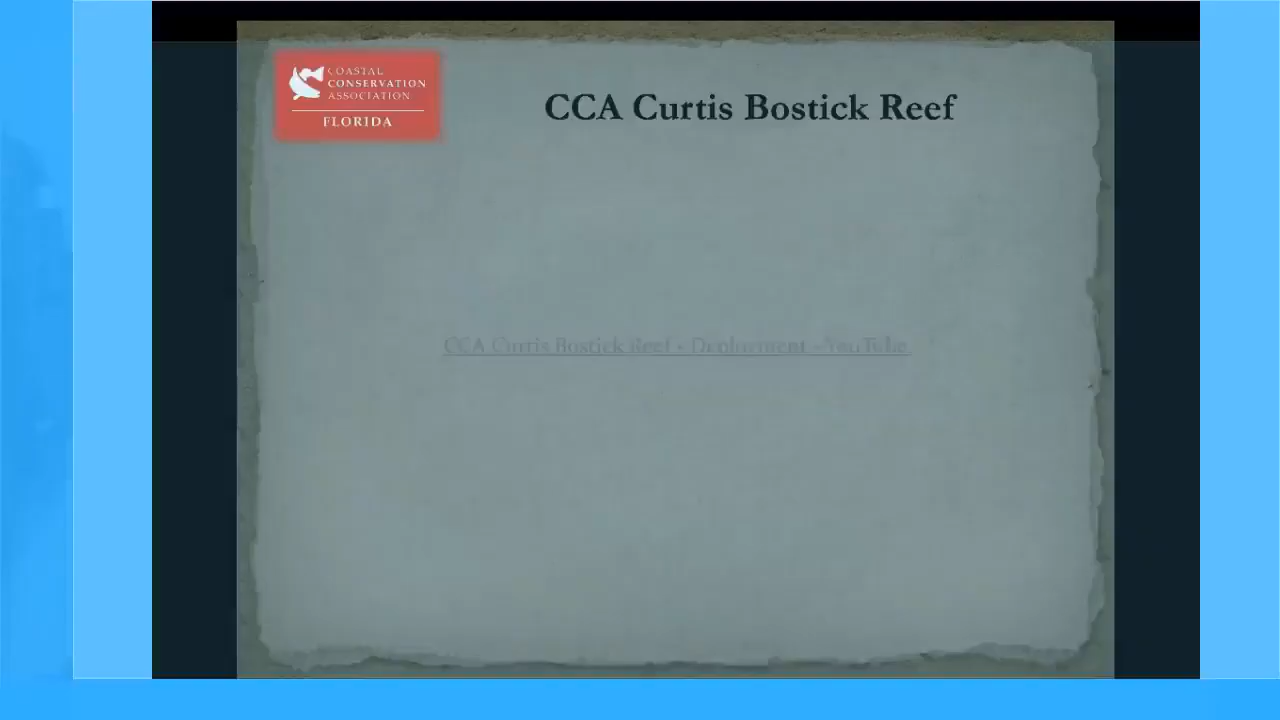 COASTAL
CONSERVATION
ASSOCIATION
FLORIDA
CCA Curtis Bostick Reef
CCA Curtis Bostick Reef - Deployment - YouTube